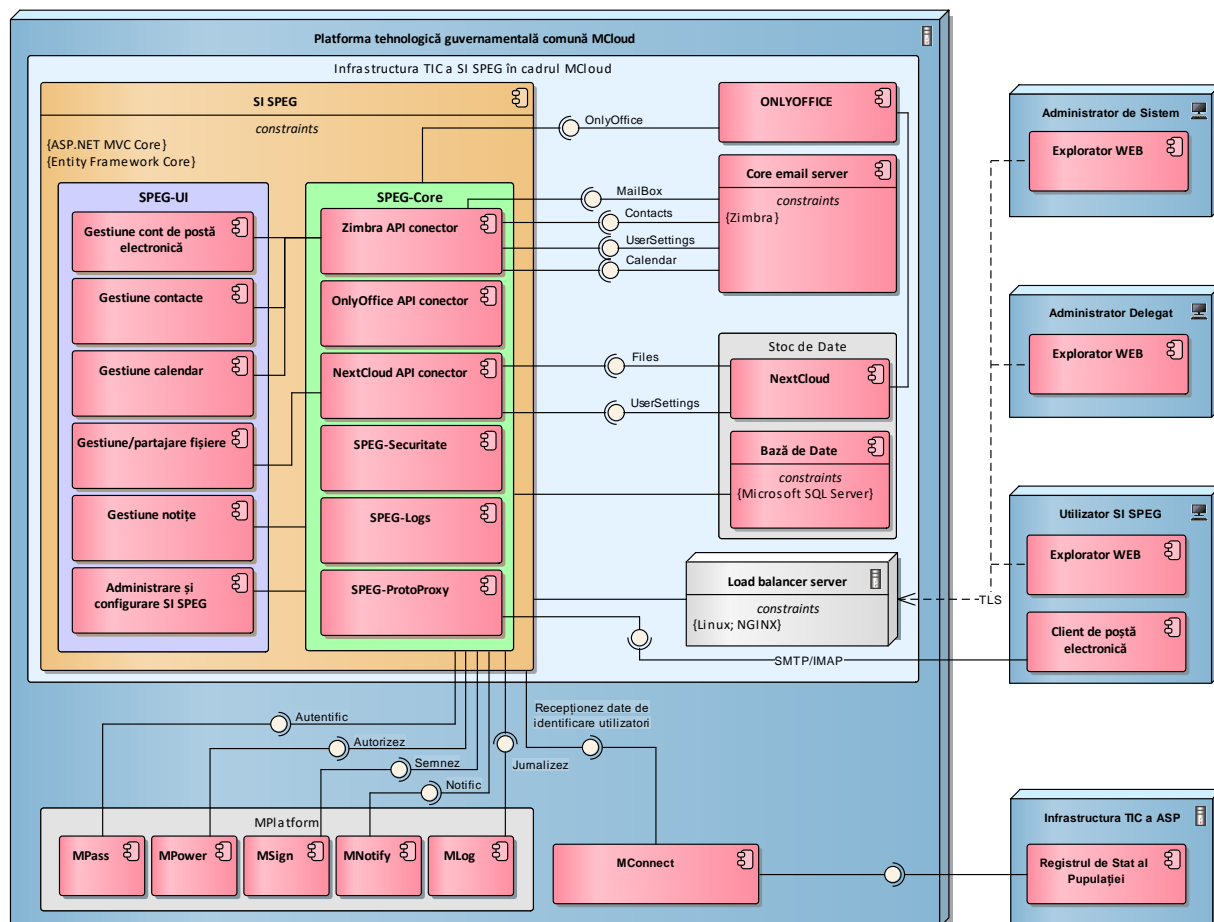 Platforma tehnologică guvernamentală comună MCloud
Infrastructura TIC a SI SPEG în cadrul MCloud
SI SPEG
constraints
{ASP.NET MVC Core}
{Entity Framework Core}
SPEG-UI
Gestiune cont de postă
electronică
Gestiune contacte
Gestiune calendar
Gestiune/partajare fișiere
Gestiune notițe
Administrare și
configurare SI SPEG
SPEG-Core
Zimbra API conector
OnlyOffice API conector
NextCloud API conector
SPEG-Securitate
SPEG-Logs
SPEG-ProtoProxy
OnlyOffice
MailBox
Contacts
UserSettings
Calendar
Files
UserSettings
ONLYOFFICE
Core email server
constraints
{Zimbra}
Stoc de Date
NextCloud
Bază de Date
constraints
{Microsoft SQL Server}
Load balancer server
constraints
{Linux; NGINX}
TLS
SMTP/IMAP
Administrator de Sistem
Explorator WEB
Administrator Delegat
Explorator WEB
Utilizator SI SPEG
Explorator WEB
Client de poștă
electronică
Autentific
Autorizez
Semnez
Notific
Jurnalizez
Recepționez date de
identificare utilizatori
MPlatform
MPass
MPower
MSign
MNotify
MLog
MConnect
Infrastructura TIC a ASP
Registrul de Stat al
Pupulației